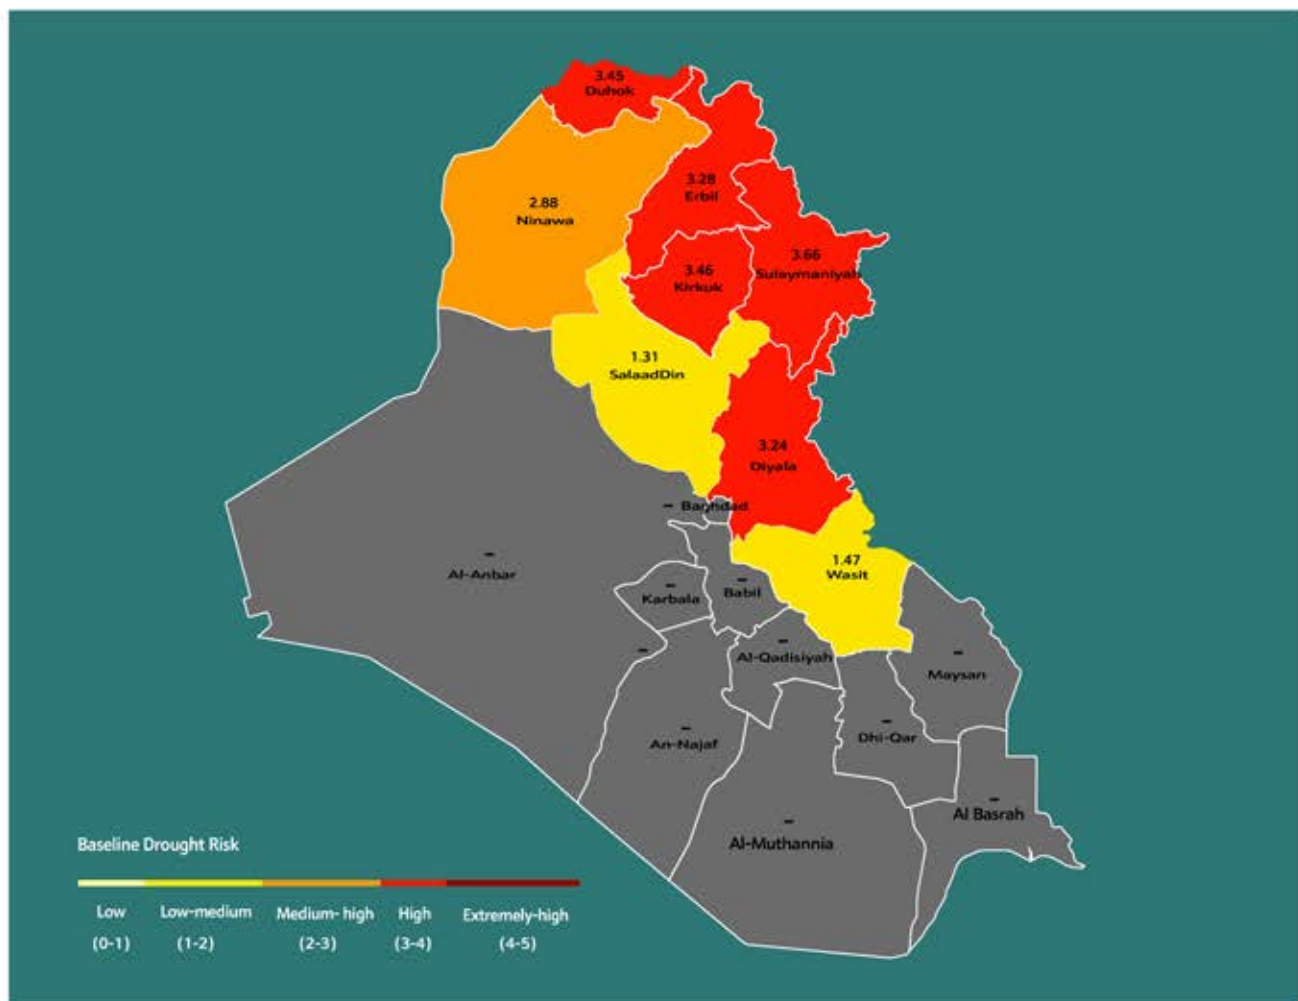 3.45
Duhok
3.28
Erbil
2.88
Ninawa
3.66
Sulaymaniyah
3.46
Kirkuk
1.31
SalaadDin
3.24
Diyala
– Baghdad
–
Al-Anbar
1.47
Wasit
–
Karbala
–
Babil
–
–
Al-Qadisiyah
–
Maysan
–
An-Najaf
–
Dhi-Qar
–
Al Basrah
–
Al-Muthannia
Baseline Drought Risk
Low Low-medium Medium- high High Extremely-high
(0-1) (1-2) (2-3) (3-4) (4-5)